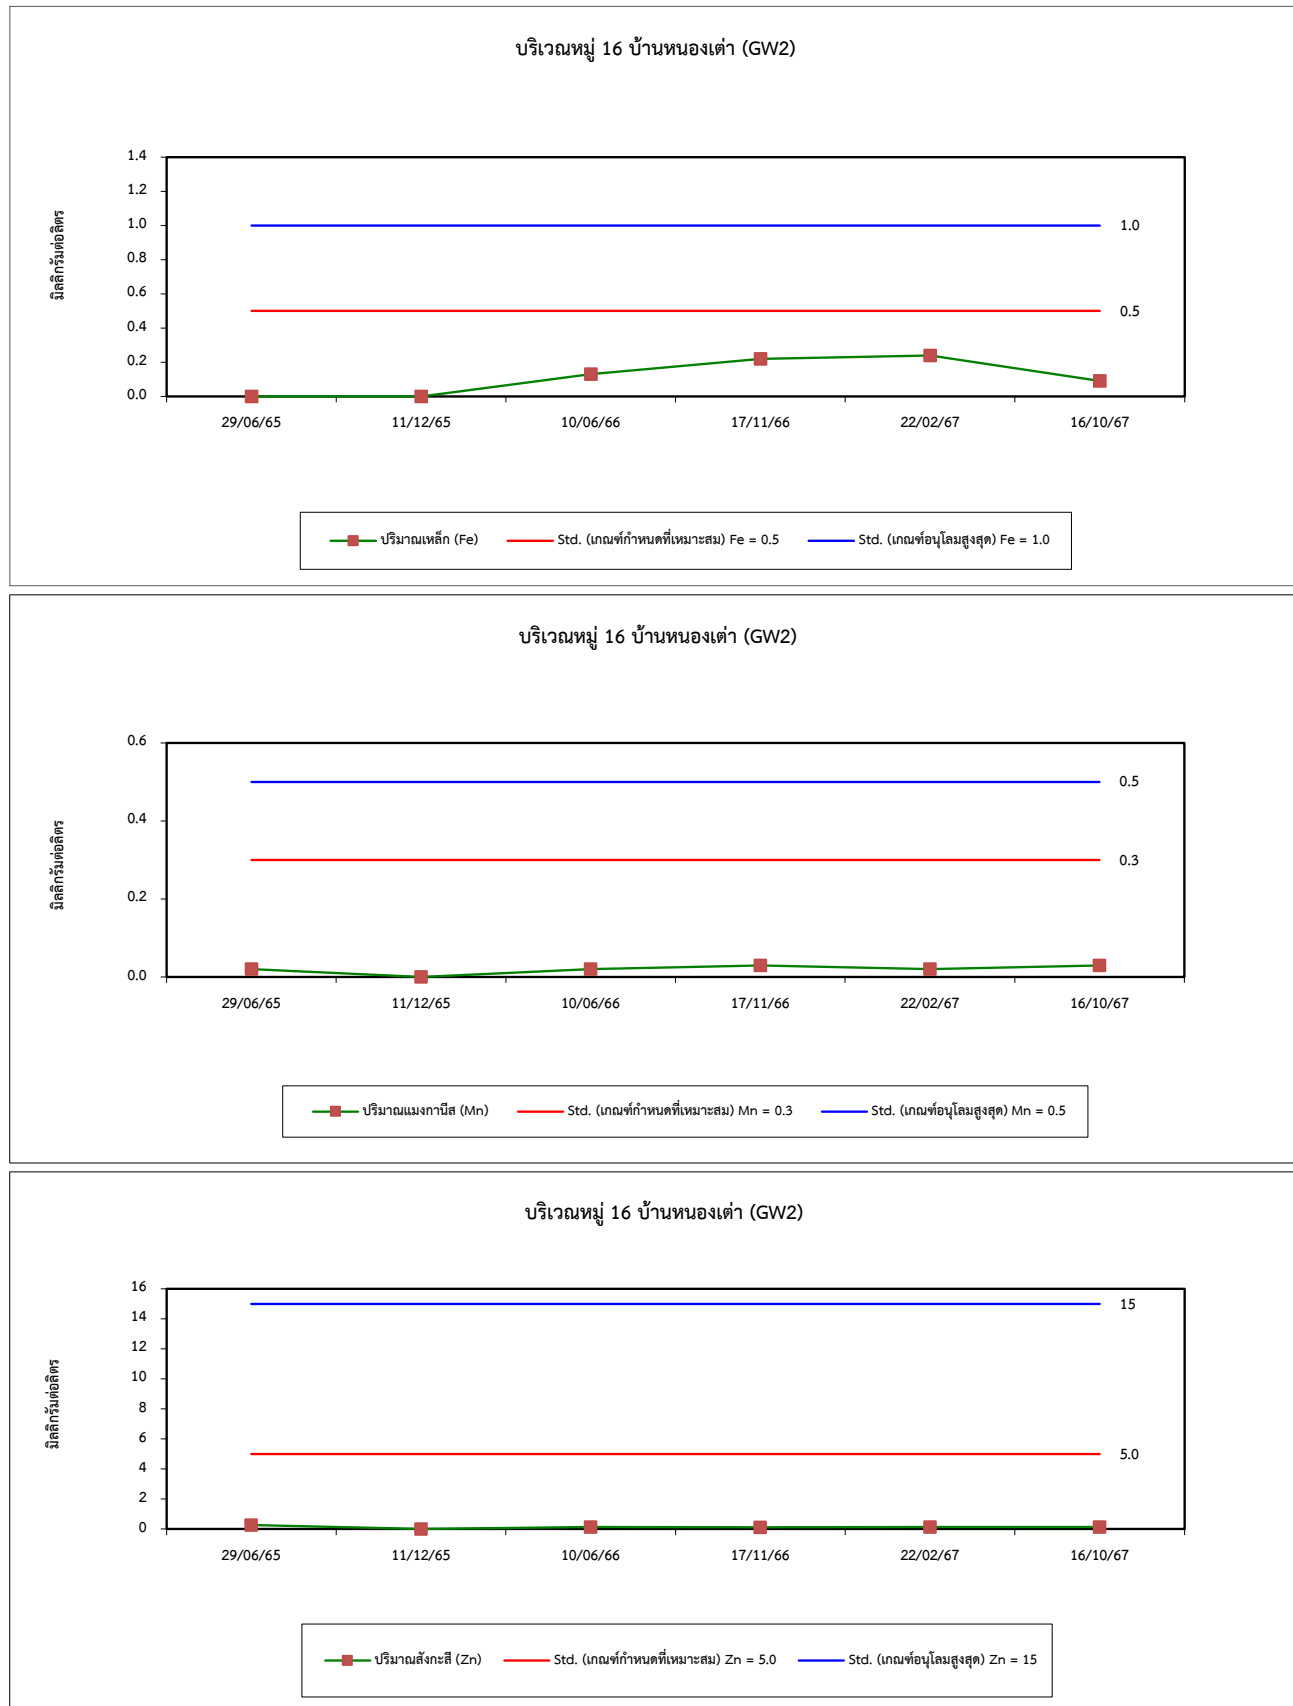 บริเวณหมู่ 16 บ้านหนองเต่า (GW2)
มิลลิกรัมต่อลิตร
1.4
1.2
1.0
0.8
0.6
0.4
0.2
0.0
1.0
0.5
29/06/65 11/12/65 10/06/66 17/11/66 22/02/67 16/10/67
ปริมาณเหล็ก (Fe) Std. (เกณฑ์กำหนดที่เหมาะสม) Fe = 0.5 Std. (เกณฑ์อนุโลมสูงสุด) Fe = 1.0
บริเวณหมู่ 16 บ้านหนองเต่า (GW2)
มิลลิกรัมต่อลิตร
0.6
0.4
0.2
0.0
0.5
0.3
29/06/65 11/12/65 10/06/66 17/11/66 22/02/67 16/10/67
ปริมาณแมงกานีส (Mn) Std. (เกณฑ์กำหนดที่เหมาะสม) Mn = 0.3 Std. (เกณฑ์อนุโลมสูงสุด) Mn = 0.5
บริเวณหมู่ 16 บ้านหนองเต่า (GW2)
มิลลิกรัมต่อลิตร
16
14
12
10
8
6
4
2
0
15
5.0
29/06/65 11/12/65 10/06/66 17/11/66 22/02/67 16/10/67
ปริมาณสังกะสี (Zn) Std. (เกณฑ์กำหนดที่เหมาะสม) Zn = 5.0 Std. (เกณฑ์อนุโลมสูงสุด) Zn = 15